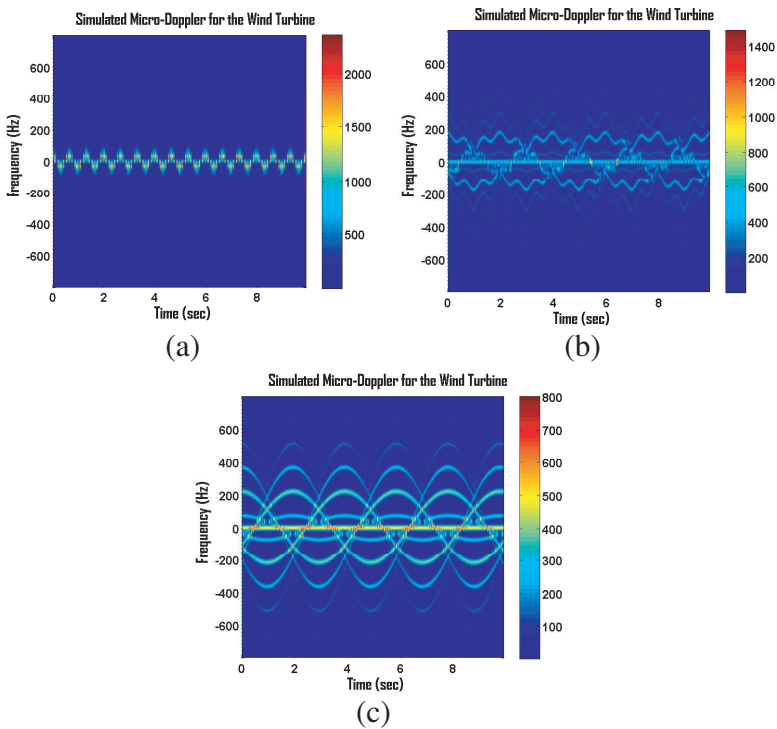 Simulated Micro-Doppler for the Wind Turbine
Frequency (Hz)
600
400
200
0
-200
-400
-600
0 2 4 6 8
Time (sec)
2000
1500
1000
500
(a)
Simulated Micro-Doppler for the Wind Turbine
Frequency (Hz)
600
400
200
0
-200
-400
-600
0 2 4 6 8
Time (sec)
1400
1200
1000
800
600
400
200
(b)
Simulated Micro-Doppler for the Wind Turbine
Frequency (Hz)
600
400
200
0
-200
-400
-600
0 2 4 6 8
Time (sec)
800
700
600
500
400
300
200
100
(c)